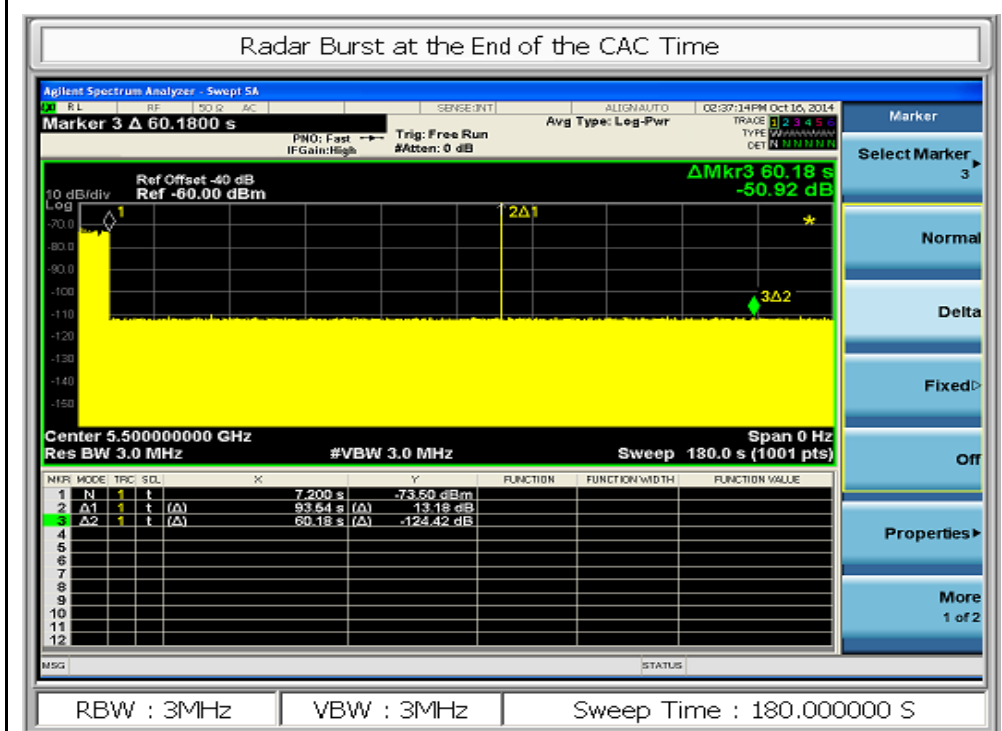 Radar Burst at the End of the CAC Time
Agilent Spectrum Analyzer - Swept SA
RL RF 50 Ω AC SENSE:INT ALIGNAUTO 02:37:14PM Oct 16, 2014
Marker 3 Δ 60.1800 s
PNO: Fast
IFGain:High
Trig: Free Run
#Atten: 0 dB
Avg Type: Log-Pwr
TRACE 1 2 3 4 5 6
TYPE
DET N N N N N N
Ref Offset -40 dB
Ref -60.00 dBm
10 dB/div
Log
ΔMkr3 60.18 s
-50.92 dB
1
2Δ1
3Δ2
*
-70.0
-80.0
-90.0
-100
-110
-120
-130
-140
-150
Center 5.500000000 GHz Span 0 Hz
Res BW 3.0 MHz #VBW 3.0 MHz Sweep 180.0 s (1001 pts)
MKR MODE TRC SCL X Y FUNCTION FUNCTION WIDTH FUNCTION VALUE
1 N 1 t 7.200 s -73.50 dBm
2 Δ1 1 t (Δ) 93.54 s (Δ) 13.18 dB
3 Δ2 1 t (Δ) 60.18 s (Δ) -124.42 dB
4
5
6
7
8
9
10
11
12
MSG STATUS
Marker
Select Marker
3
Normal
Delta
Fixed
Off
Properties
More
1 of 2
RBW : 3MHz VBW : 3MHz Sweep Time : 180.000000 S